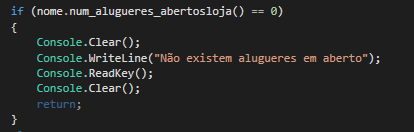 if (nome.num_alugueres_abertosloja() == 0)
{
Console.Clear();
Console.WriteLine("Não existem alugueres em aberto");
Console.ReadKey();
Console.Clear();
return;
}